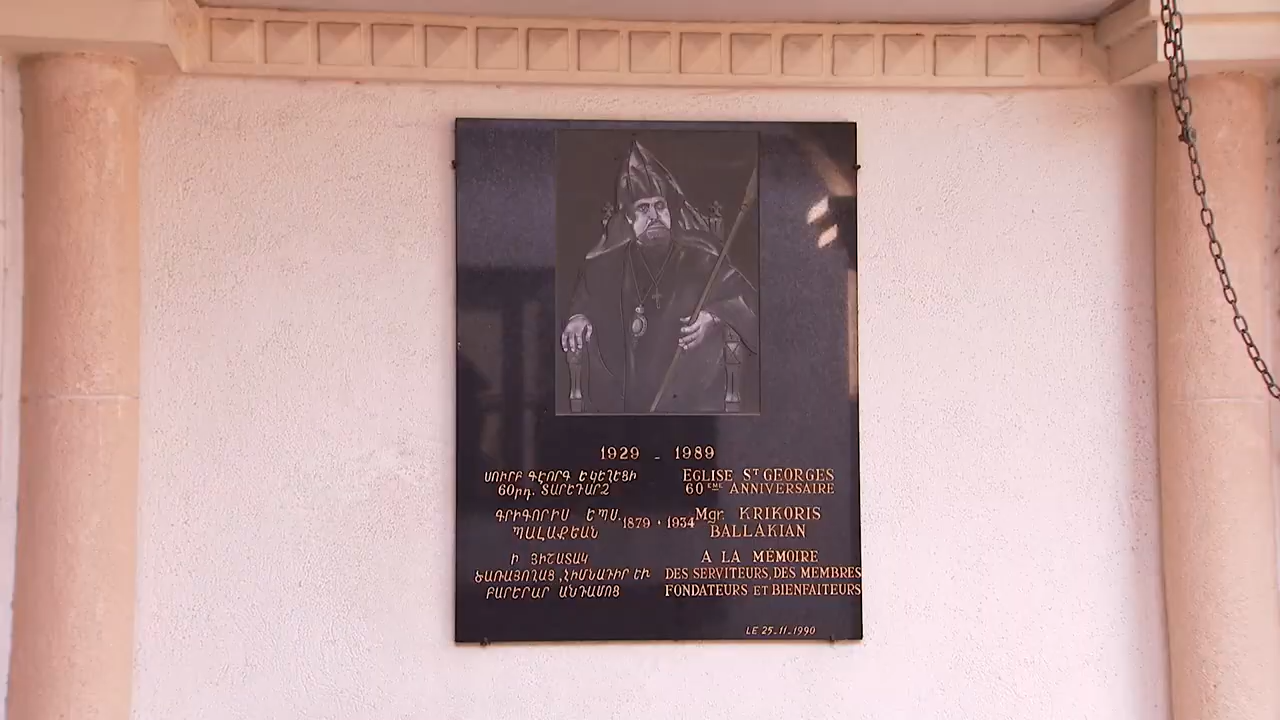 1929 - 1989
ՍՈՒՐԲ ԳԷՈՐԳ ԵԿԵՂԵՑԻ
60րդ. ՏԱՐԵԴԱՐՁ
EGLISE ST GEORGES
60 EME ANNIVERSAIRE
ԳՐԻԳՈՐԻՍ ԵՊՍ.
ՊԱԼԱՔԵԱՆ
1879 · 1934
Mgr. KRIKORIS
BALLAKIAN
Ի ՅԻՇԱՏԱԿ
ԾԱՌԱՅՈՂԱՑ, ՀԻՄՆԱԴԻՐ ԵՒ
ԲԱՐԵՐԱՐ ԱՆԴԱՄՈՑ
A LA MÉMOIRE
DES SERVITEURS, DES MEMBRES
FONDATEURS ET BIENFAITEURS
LE 25.11.1990